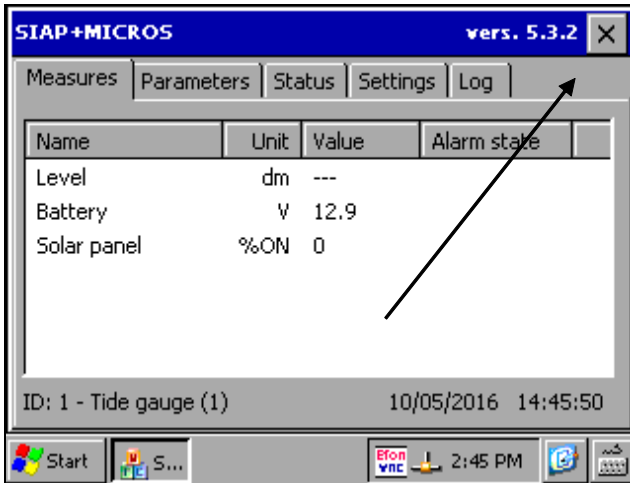 SIAP+MICROS vers. 5.3.2
Measures Parameters Status Settings Log
Name Unit Value Alarm state
Level dm ---
Battery V 12.9
Solar panel %ON 0
ID: 1 - Tide gauge (1) 10/05/2016 14:45:50
Start S... Efon VNC 2:45 PM